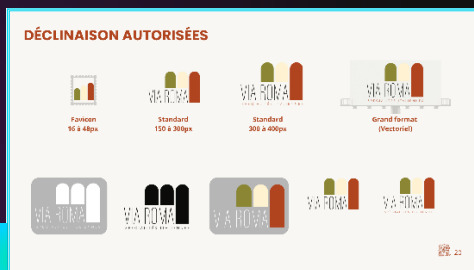 DÉCLINAISON AUTORISÉES
VIA ROMA
VIA ROMA
VIA ROMA
Favicon
16 à 48px
Standard
150 à 300px
Standard
300 à 400px
Grand format
(Vectoriel)
VIA ROMA
VIA ROMA
VIA ROMA
VIA ROMA
VIA ROMA
23